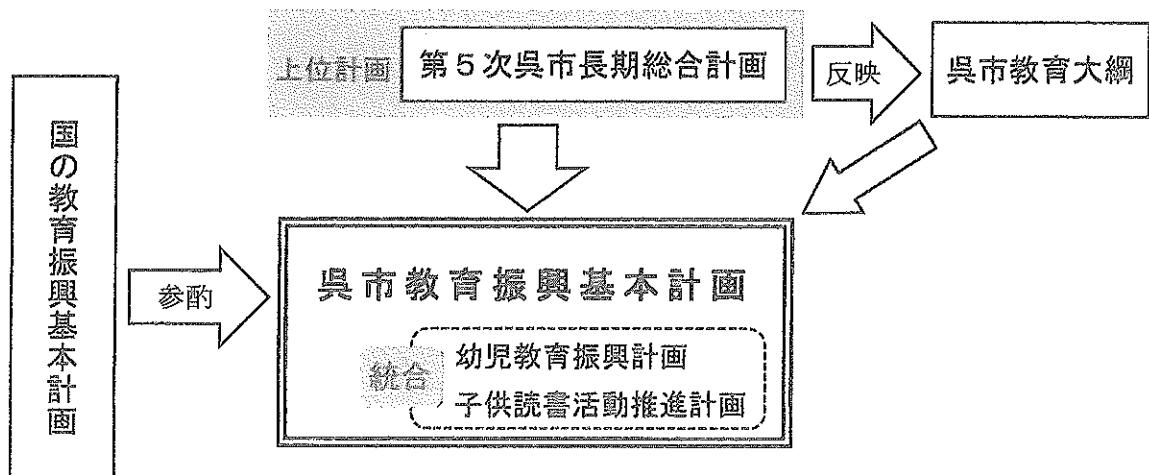 上位計画
第5次呉市長期総合計画
反映
呉市教育大綱
国の教育振興基本計画
参酌
呉市教育振興基本計画
統合
幼児教育振興計画
子供読書活動推進計画